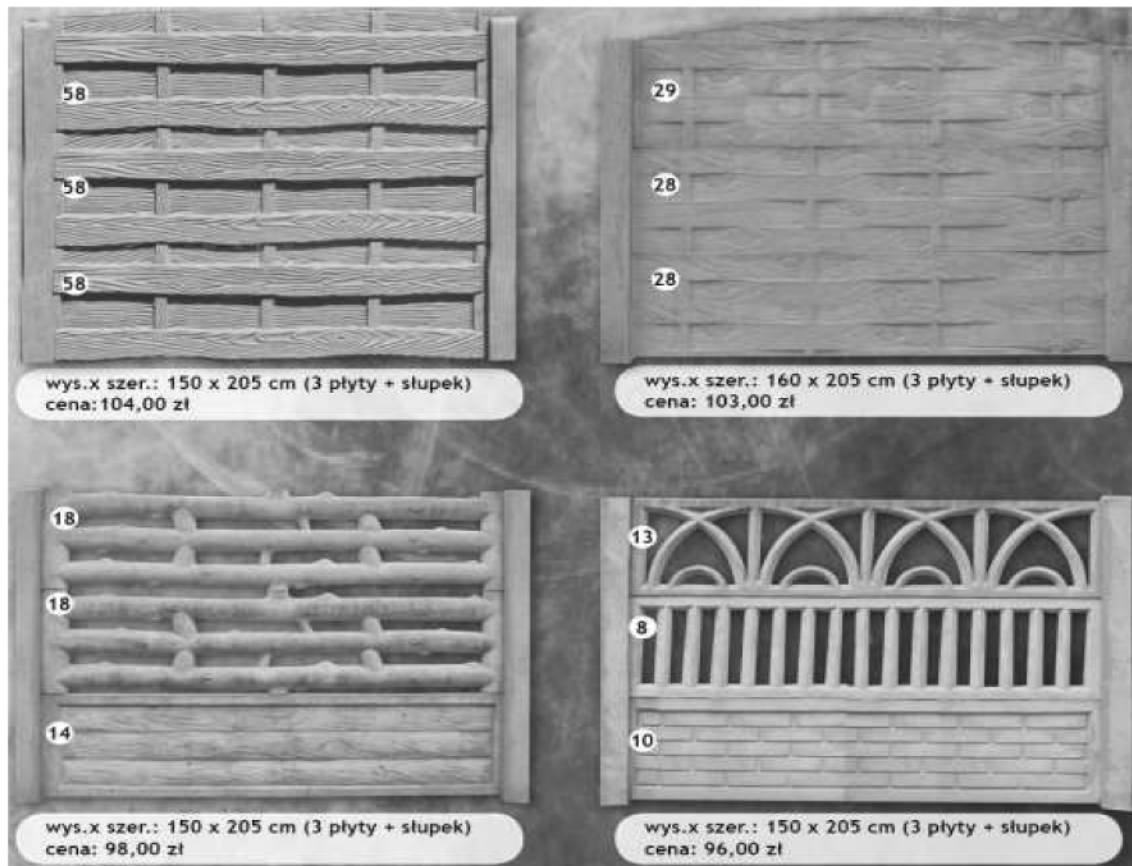 58
58
58
wys.x szer.: 150 x 205 cm (3 płyty + słupek)
cena:104,00 zł
29
28
28
wys.x szer.: 160 x 205 cm (3 płyty + słupek)
cena: 103,00 zł
18
18
14
wys.x szer.: 150 x 205 cm (3 płyty + słupek)
cena: 98,00 zł
13
8
10
wys.x szer.: 150 x 205 cm (3 płyty + słupek)
cena: 96,00 zł